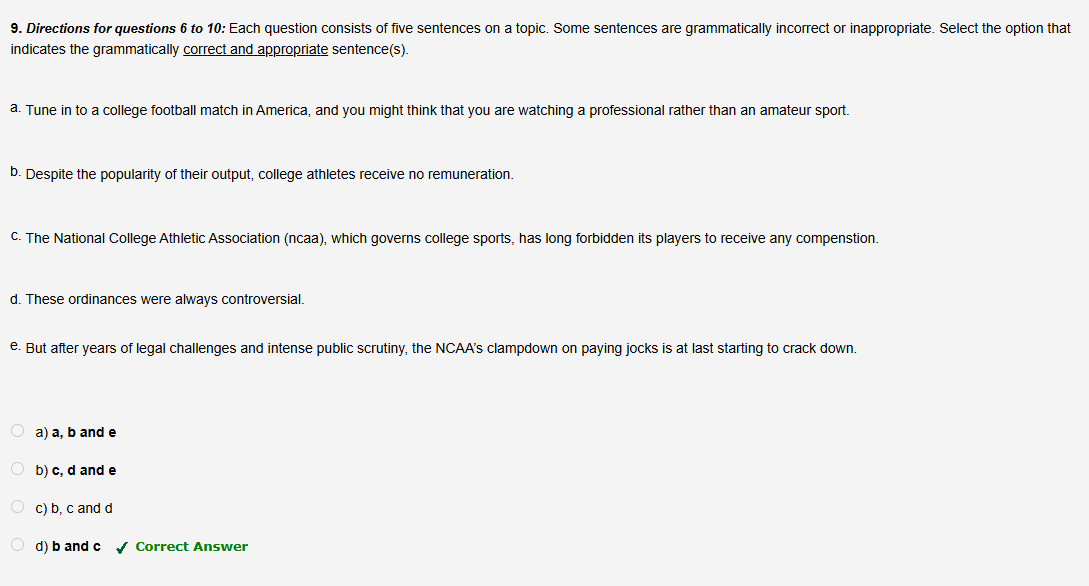 9. Directions for questions 6 to 10: Each question consists of five sentences on a topic. Some sentences are grammatically incorrect or inappropriate. Select the option that
indicates the grammatically correct and appropriate sentence(s).
a. Tune in to a college football match in America, and you might think that you are watching a professional rather than an amateur sport.
b. Despite the popularity of their output, college athletes receive no remuneration.
c. The National College Athletic Association (ncaa), which governs college sports, has long forbidden its players to receive any compenstion.
d. These ordinances were always controversial.
e. But after years of legal challenges and intense public scrutiny, the NCAA's clampdown on paying jocks is at last starting to crack down.
a) a, b and e
b) c, d and e
c) b, c and d
d) b and c ✓ Correct Answer